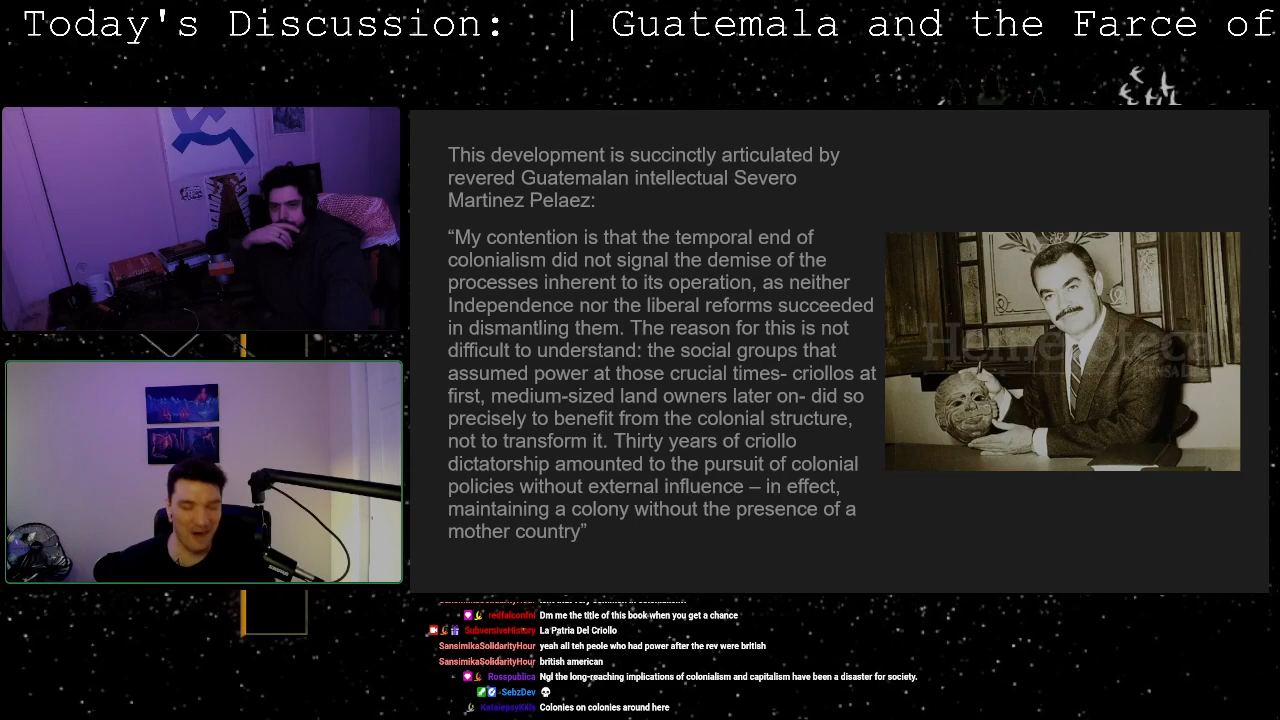 Today's Discussion:  | Guatemala and the Farce of
This development is succinctly articulated by
revered Guatemalan intellectual Severo
Martinez Pelaez:
“My contention is that the temporal end of
colonialism did not signal the demise of the
processes inherent to its operation, as neither
Independence nor the liberal reforms succeeded
in dismantling them. The reason for this is not
difficult to understand: the social groups that
assumed power at those crucial times- criollos at
first, medium-sized land owners later on- did so
precisely to benefit from the colonial structure,
not to transform it. Thirty years of criollo
dictatorship amounted to the pursuit of colonial
policies without external influence – in effect,
maintaining a colony without the presence of a
mother country”
redfalconfni Dm me the title of this book when you get a chance
SubversiveHistory La Patria Del Criollo
SansimikaSolidarityHour yeah all teh peole who had power after the rev were british
SansimikaSolidarityHour british american
Rosspublica Ngl the long-reaching implications of colonialism and capitalism have been a disaster for society.
-SebzDev
Colonies on colonies around here